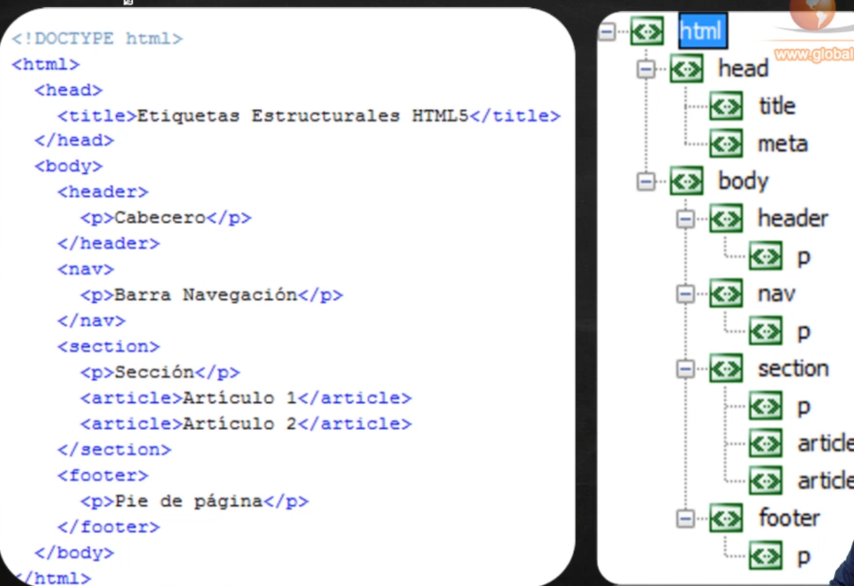 <!DOCTYPE html>
<html>
<head>
<title>Etiquetas Estructurales HTML5</title>
</head>
<body>
<header>
<p>Cabecero</p>
</header>
<nav>
<p>Barra Navegación</p>
</nav>
<section>
<p>Sección</p>
<article>Artículo 1</article>
<article>Artículo 2</article>
</section>
<footer>
<p>Pie de página</p>
</footer>
</body>
</html>
html
www.global
head
title
meta
body
header
p
nav
p
section
p
article
article
footer
p